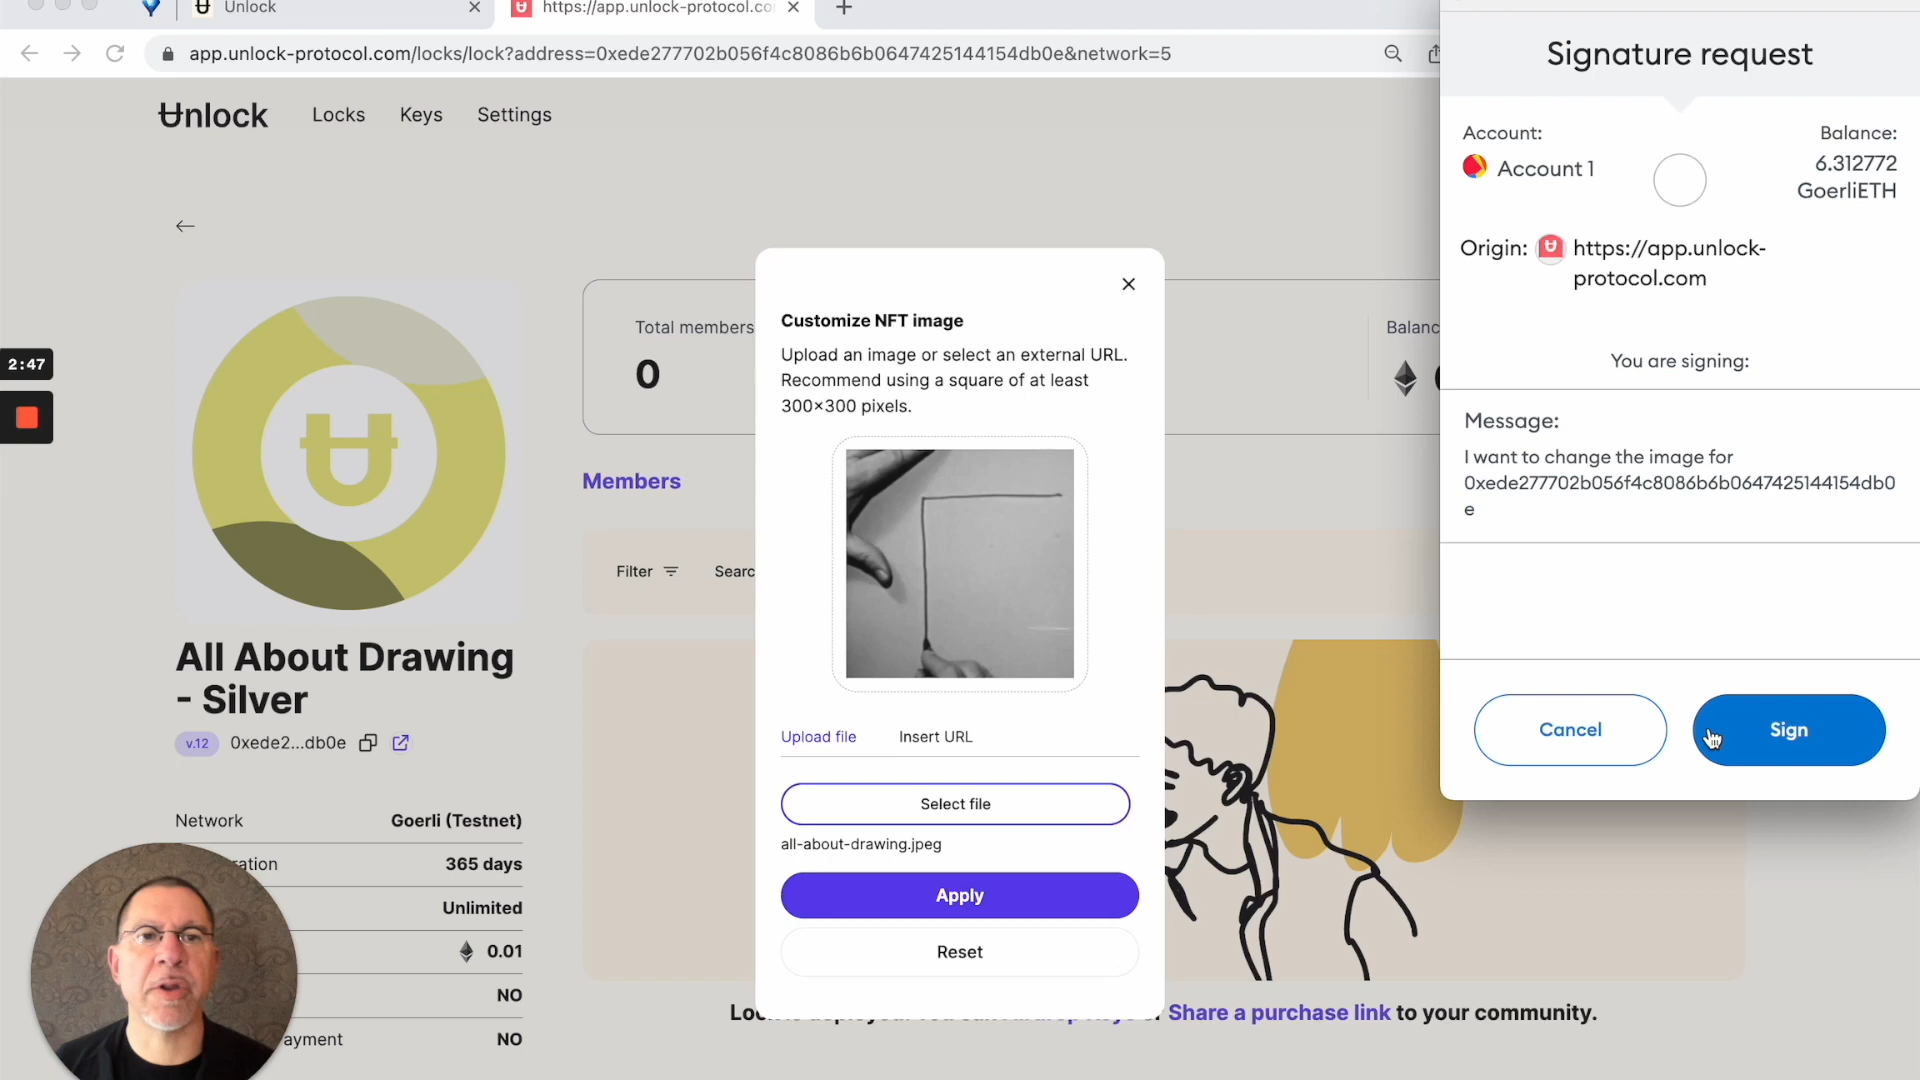 Unlock
https://app.unlock-protocol.co
app.unlock-protocol.com/locks/lock?address=0xede277702b056f4c8086b6b0647425144154db0e&network=5
Unlock
Locks
Keys
Settings
2:47
All About Drawing
- Silver
v.12
0xede2...db0e
Network
Goerli (Testnet)
ration
365 days
Unlimited
0.01
NO
ayment
NO
Total members
0
Balanc
Members
Filter
Searc
Customize NFT image
Upload an image or select an external URL.
Recommend using a square of at least
300×300 pixels.
Upload file
Insert URL
Select file
all-about-drawing.jpeg
Apply
Reset
Share a purchase link to your community.
Signature request
Account:
Account 1
Balance:
6.312772
GoerliETH
Origin:
https://app.unlock-
protocol.com
You are signing:
Message:
I want to change the image for
0xede277702b056f4c8086b6b0647425144154db0
e
Cancel
Sign